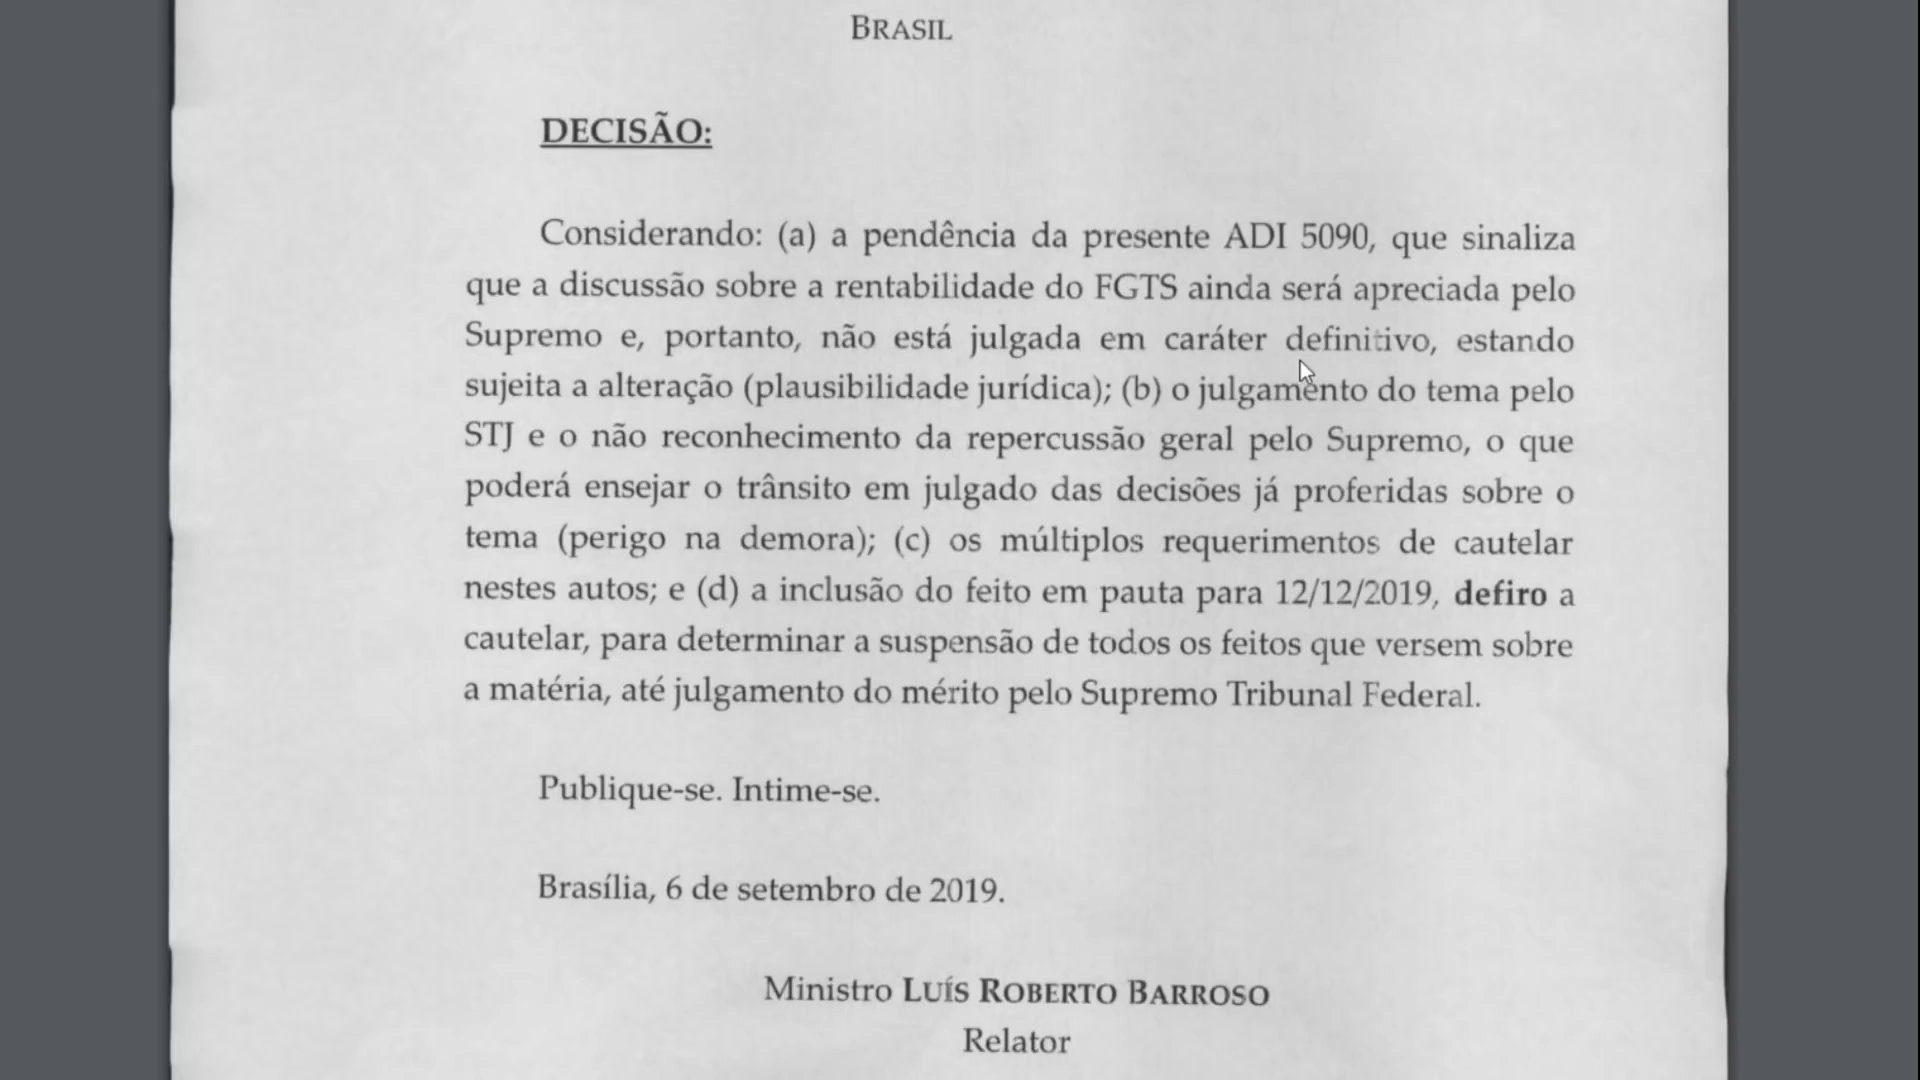 BRASIL
DECISÃO:
Considerando: (a) a pendência da presente ADI 5090, que sinaliza
que a discussão sobre a rentabilidade do FGTS ainda será apreciada pelo
Supremo e, portanto, não está julgada em caráter definitivo, estando
sujeita a alteração (plausibilidade jurídica); (b) o julgamento do tema pelo
STJ e o não reconhecimento da repercussão geral pelo Supremo, o que
poderá ensejar o trânsito em julgado das decisões já proferidas sobre o
tema (perigo na demora); (c) os múltiplos requerimentos de cautelar
nestes autos; e (d) a inclusão do feito em pauta para 12/12/2019, defiro a
cautelar, para determinar a suspensão de todos os feitos que versem sobre
a matéria, até julgamento do mérito pelo Supremo Tribunal Federal.
Publique-se. Intime-se.
Brasília, 6 de setembro de 2019.
Ministro LUÍS ROBERTO BARROSO
Relator